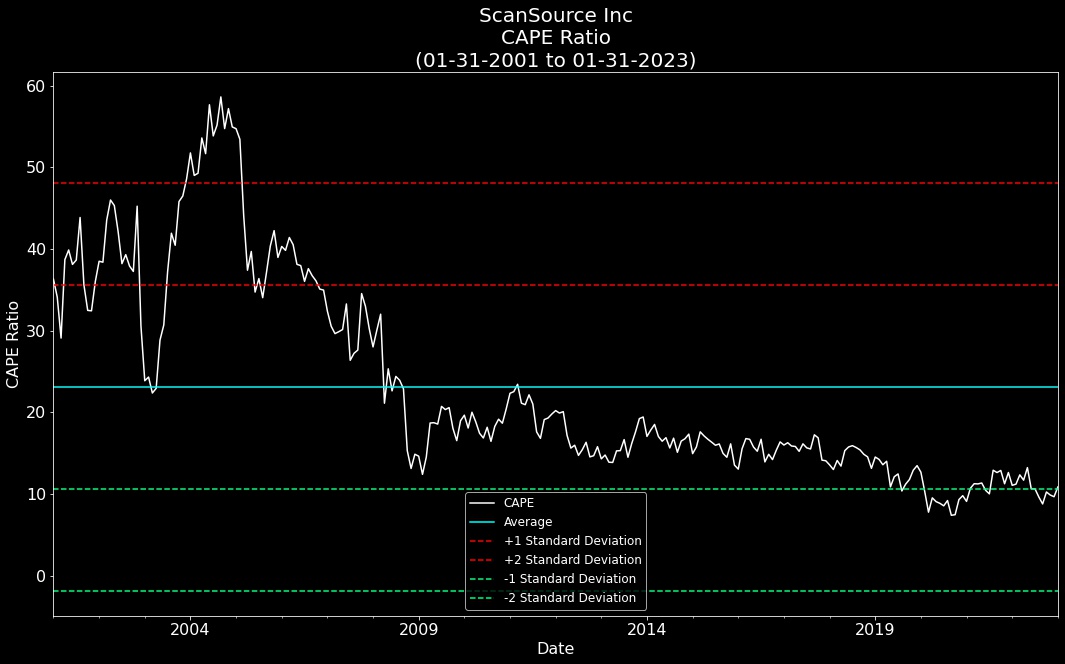 ScanSource Inc
CAPE Ratio
(01-31-2001 to 01-31-2023)
CAPE Ratio
60
50
40
30
20
10
0
CAPE
Average
+1 Standard Deviation
+2 Standard Deviation
-1 Standard Deviation
-2 Standard Deviation
2004 2009 2014 2019
Date